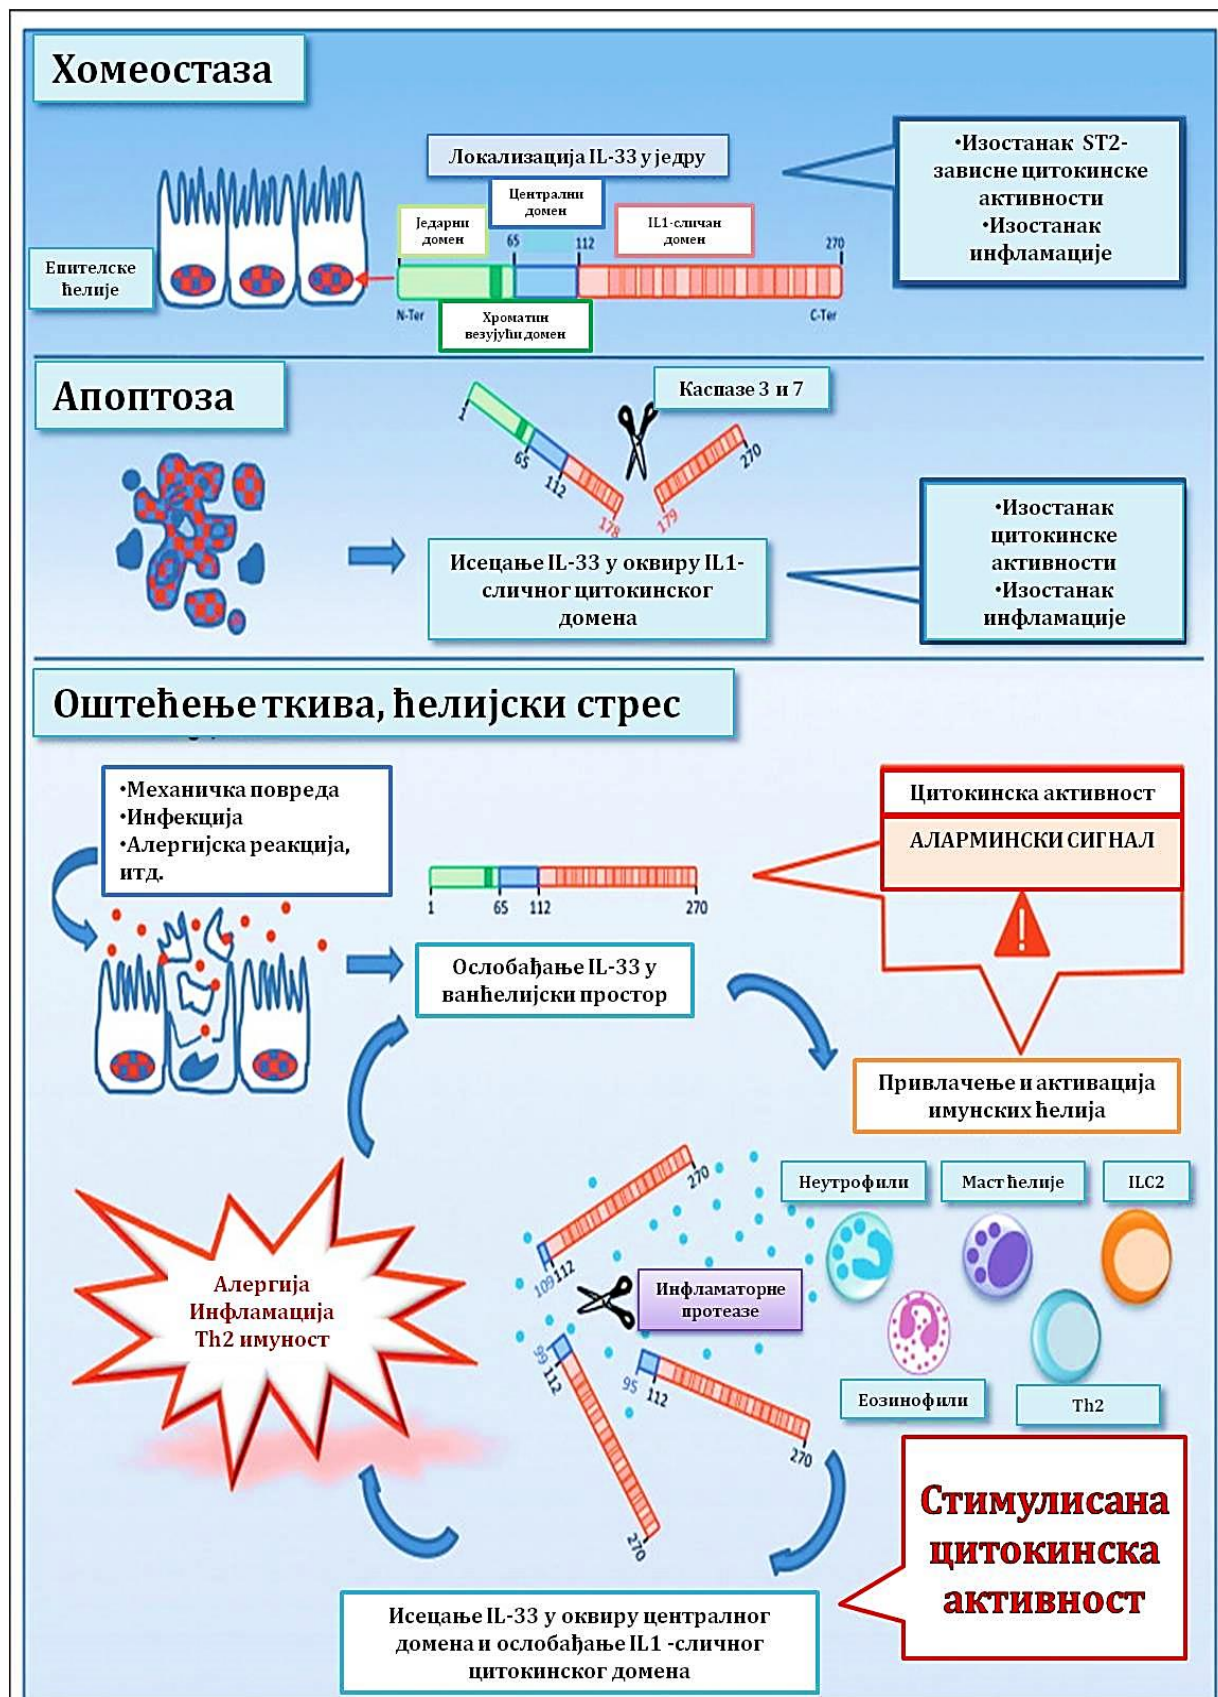 Хомеостаза
Локализација IL-33 у једру
•Изостанак ST2-
зависне цитокинске
активности
•Изостанак
инфламације
Централни
домен
Једарни
домен
IL1-сличан
домен
65
112
270
Епителске
ћелије
N-Ter
C-Ter
Хроматин
везујући домен
Апоптоза
Каспазе 3 и 7
1
65
112
178
179
270
Исецање IL-33 у оквиру IL1-
сличног цитокинског
домена
•Изостанак
цитокинске
активности
•Изостанак
инфламације
Оштећење ткива, ћелијски стрес
•Механичка повреда
•Инфекција
•Алергијска реакција,
итд.
Цитокинска активност
АЛАРМИНСКИ СИГНАЛ
!
1
65
112
270
Ослобађање IL-33 у
ванћелијски простор
Привлачење и активација
имунских ћелија
Неутрофили
Маст ћелије
ILC2
Еозинофили
Th2
270
109
112
Инфламаторне
протеазе
99
112
270
95
112
270
Алергија
Инфламација
Th2 имуност
Стимулисана
цитокинска
активност
Исецање IL-33 у оквиру централног
домена и ослобађање IL1 -сличног
цитокинског домена